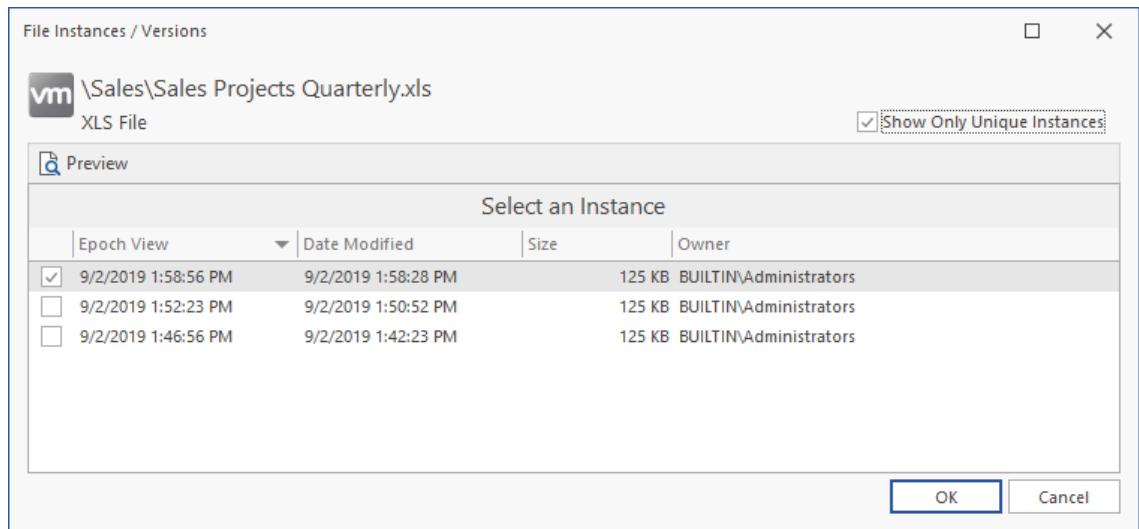 File Instances / Versions
vm \Sales\Sales Projects Quarterly.xls
XLS File
Show Only Unique Instances
Preview
Select an Instance
Epoch View Date Modified Size Owner
9/2/2019 1:58:56 PM 9/2/2019 1:58:28 PM 125 KB BUILTIN\Administrators
9/2/2019 1:52:23 PM 9/2/2019 1:50:52 PM 125 KB BUILTIN\Administrators
9/2/2019 1:46:56 PM 9/2/2019 1:42:23 PM 125 KB BUILTIN\Administrators
OK Cancel